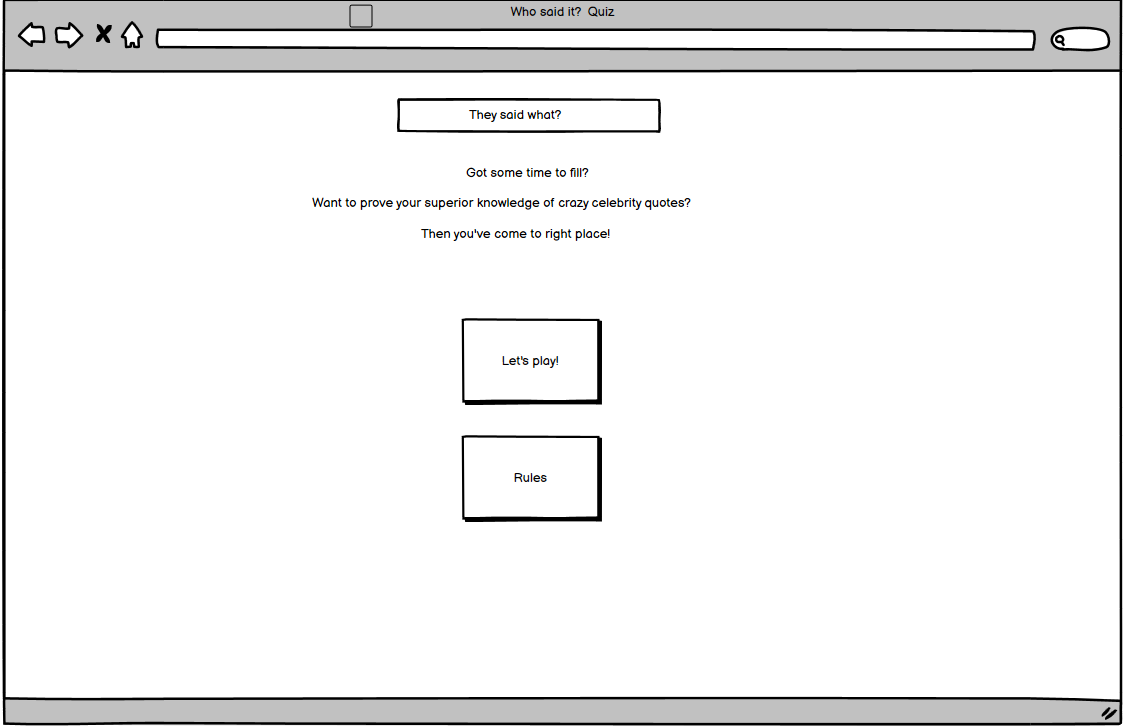 Who said it? Quiz
They said what?
Got some time to fill?
Want to prove your superior knowledge of crazy celebrity quotes?
Then you've come to right place!
Let's play!
Rules